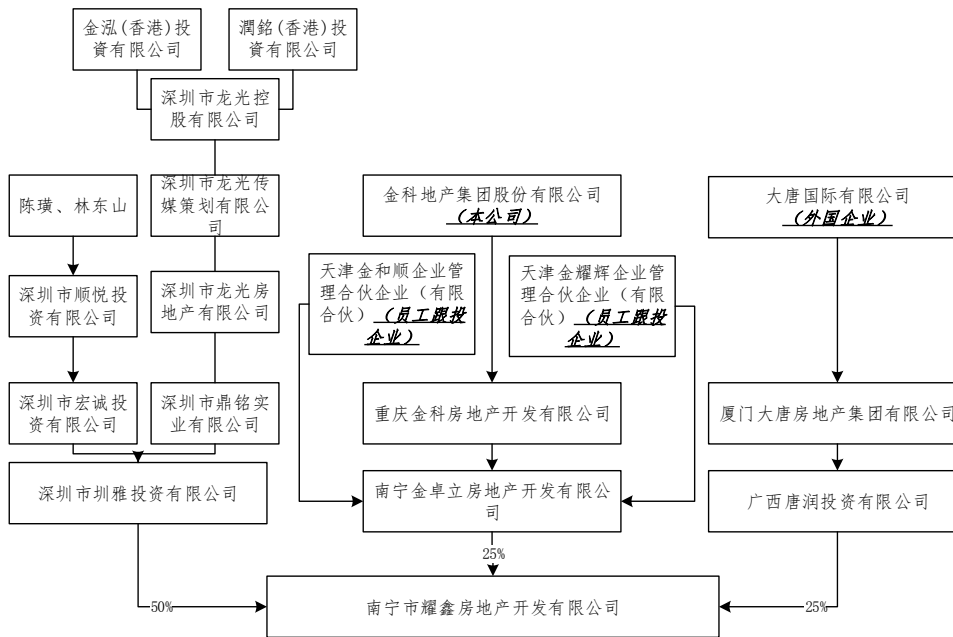 金泓(香港)投
資有限公司
潤銘(香港)投
資有限公司
深圳市龙光控
股有限公司
陈璜、林东山
深圳市龙光传
媒策划有限公
司
金科地产集团股份有限公司
（本公司）
大唐国际有限公司
（外国企业）
深圳市顺悦投
资有限公司
深圳市龙光房
地产有限公司
天津金和顺企业管
理合伙企业（有限
合伙）（员工跟投
企业）
天津金耀辉企业管
理合伙企业（有限
合伙）（员工跟投
企业）
深圳市宏诚投
资有限公司
深圳市鼎铭实
业有限公司
重庆金科房地产开发有限公司
厦门大唐房地产集团有限公司
深圳市圳雅投资有限公司
南宁金卓立房地产开发有限公
司
广西唐润投资有限公司
25%
50%
南宁市耀鑫房地产开发有限公司
25%